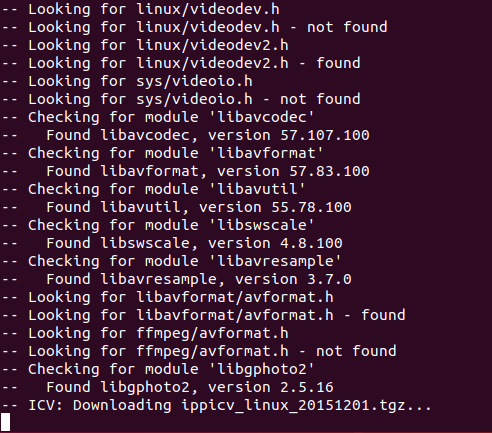 -- Looking for linux/videodev.h
-- Looking for linux/videodev.h - not found
-- Looking for linux/videodev2.h
-- Looking for linux/videodev2.h - found
-- Looking for sys/videoio.h
-- Looking for sys/videoio.h - not found
-- Checking for module 'libavcodec'
--   Found libavcodec, version 57.107.100
-- Checking for module 'libavformat'
--   Found libavformat, version 57.83.100
-- Checking for module 'libavutil'
--   Found libavutil, version 55.78.100
-- Checking for module 'libswscale'
--   Found libswscale, version 4.8.100
-- Checking for module 'libavresample'
--   Found libavresample, version 3.7.0
-- Looking for libavformat/avformat.h
-- Looking for libavformat/avformat.h - found
-- Looking for ffmpeg/avformat.h
-- Looking for ffmpeg/avformat.h - not found
-- Checking for module 'libgphoto2'
--   Found libgphoto2, version 2.5.16
-- ICV: Downloading ippicv_linux_20151201.tgz...